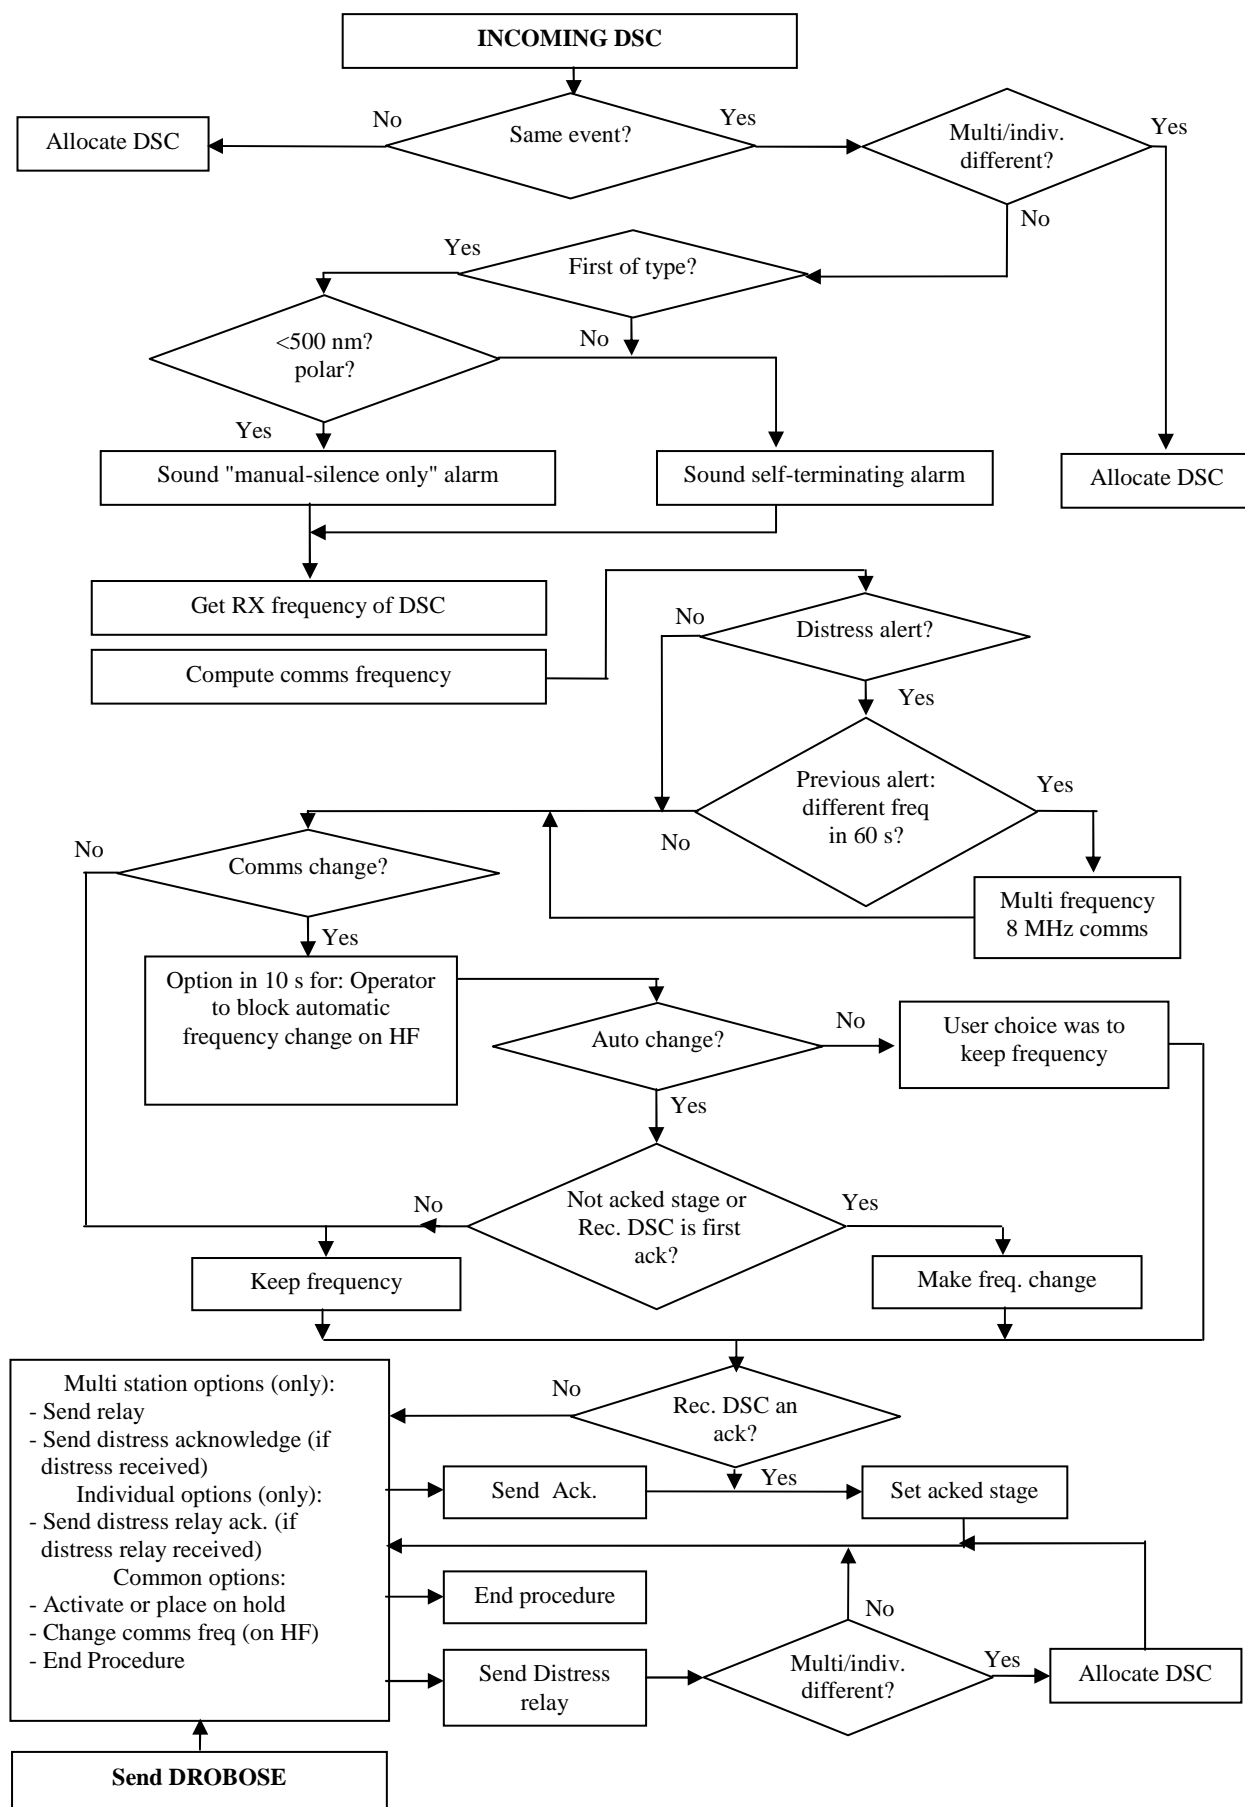 INCOMING DSC
No
Yes
Allocate DSC
Same event?
Multi/indiv.
different?
Yes
No
Yes
First of type?
<500 nm?
polar?
No
Yes
Sound "manual-silence only" alarm
Sound self-terminating alarm
Allocate DSC
Get RX frequency of DSC
No
Distress alert?
Compute comms frequency
Yes
Previous alert:
different freq
in 60 s?
Yes
No
No
Comms change?
Multi frequency
8 MHz comms
Yes
Option in 10 s for: Operator
to block automatic
frequency change on HF
Auto change?
No
User choice was to
keep frequency
Yes
No
Not acked stage or
Rec. DSC is first
ack?
Yes
Keep frequency
Make freq. change
Multi station options (only):
- Send relay
- Send distress acknowledge (if
distress received)
Individual options (only):
- Send distress relay ack. (if
distress relay received)
Common options:
- Activate or place on hold
- Change comms freq (on HF)
- End Procedure
No
Rec. DSC an
ack?
Send Ack.
Yes
Set acked stage
End procedure
No
Send Distress
relay
Multi/indiv.
different?
Yes
Allocate DSC
Send DROBOSE